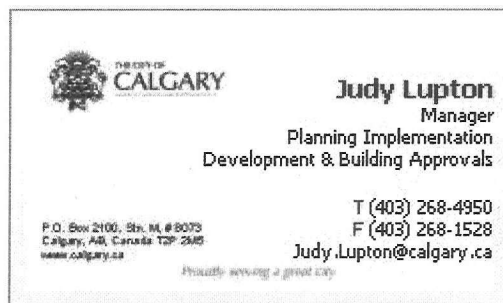 THE CITY OF
CALGARY
Judy Lupton
Manager
Planning Implementation
Development & Building Approvals
T (403) 268-4950
F (403) 268-1528
Judy.Lupton@calgary.ca
P.O. Box 2100, Stn. M, # 8073
Calgary, AB, Canada T2P 2M5
www.calgary.ca
Proudly serving a great city